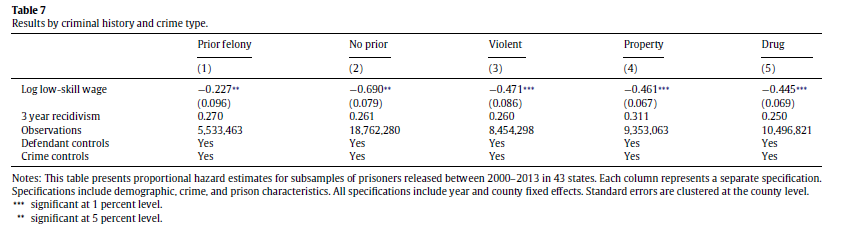 Table 7
Results by criminal history and crime type.
Prior felony No prior Violent Property Drug
(1) (2) (3) (4) (5)
Log low-skill wage −0.227** −0.690** −0.471*** −0.461*** −0.445***
(0.096) (0.079) (0.086) (0.067) (0.069)
3 year recidivism 0.270 0.261 0.260 0.311 0.250
Observations 5,533,463 18,762,280 8,454,298 9,353,063 10,496,821
Defendant controls Yes Yes Yes Yes Yes
Crime controls Yes Yes Yes Yes Yes
Notes: This table presents proportional hazard estimates for subsamples of prisoners released between 2000–2013 in 43 states. Each column represents a separate specification.
Specifications include demographic, crime, and prison characteristics. All specifications include year and county fixed effects. Standard errors are clustered at the county level.
*** significant at 1 percent level.
** significant at 5 percent level.